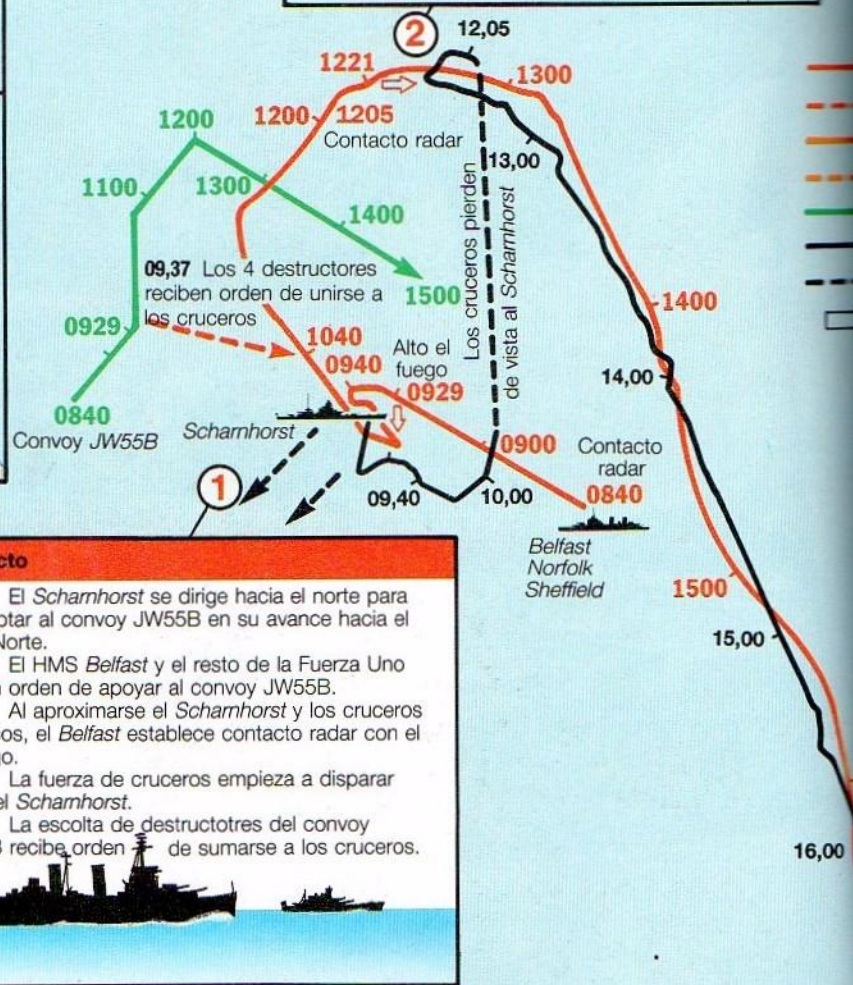 2
12,05
1221
1300
1200
1205
Contacto radar
1200
13,00
1100
1300
1400
09,37 Los 4 destructores
reciben orden de unirse a
los cruceros
1500
Los cruceros pierden
de vista al Scharnhorst
1400
0929
1040
0940
Alto el
fuego
0929
14,00
0840
Convoy JW55B
Scharnhorst
0900
Contacto
radar
0840
1
09,40
10,00
Belfast
Norfolk
Sheffield
1500
15,00
16,00
cto
El Scharnhorst se dirige hacia el norte para
ptar al convoy JW55B en su avance hacia el
Norte.
El HMS Belfast y el resto de la Fuerza Uno
orden de apoyar al convoy JW55B.
Al aproximarse el Scharnhorst y los cruceros
os, el Belfast establece contacto radar con el
o.
La fuerza de cruceros empieza a disparar
el Scharnhorst.
La escolta de destructotres del convoy
recibe orden de sumarse a los cruceros.